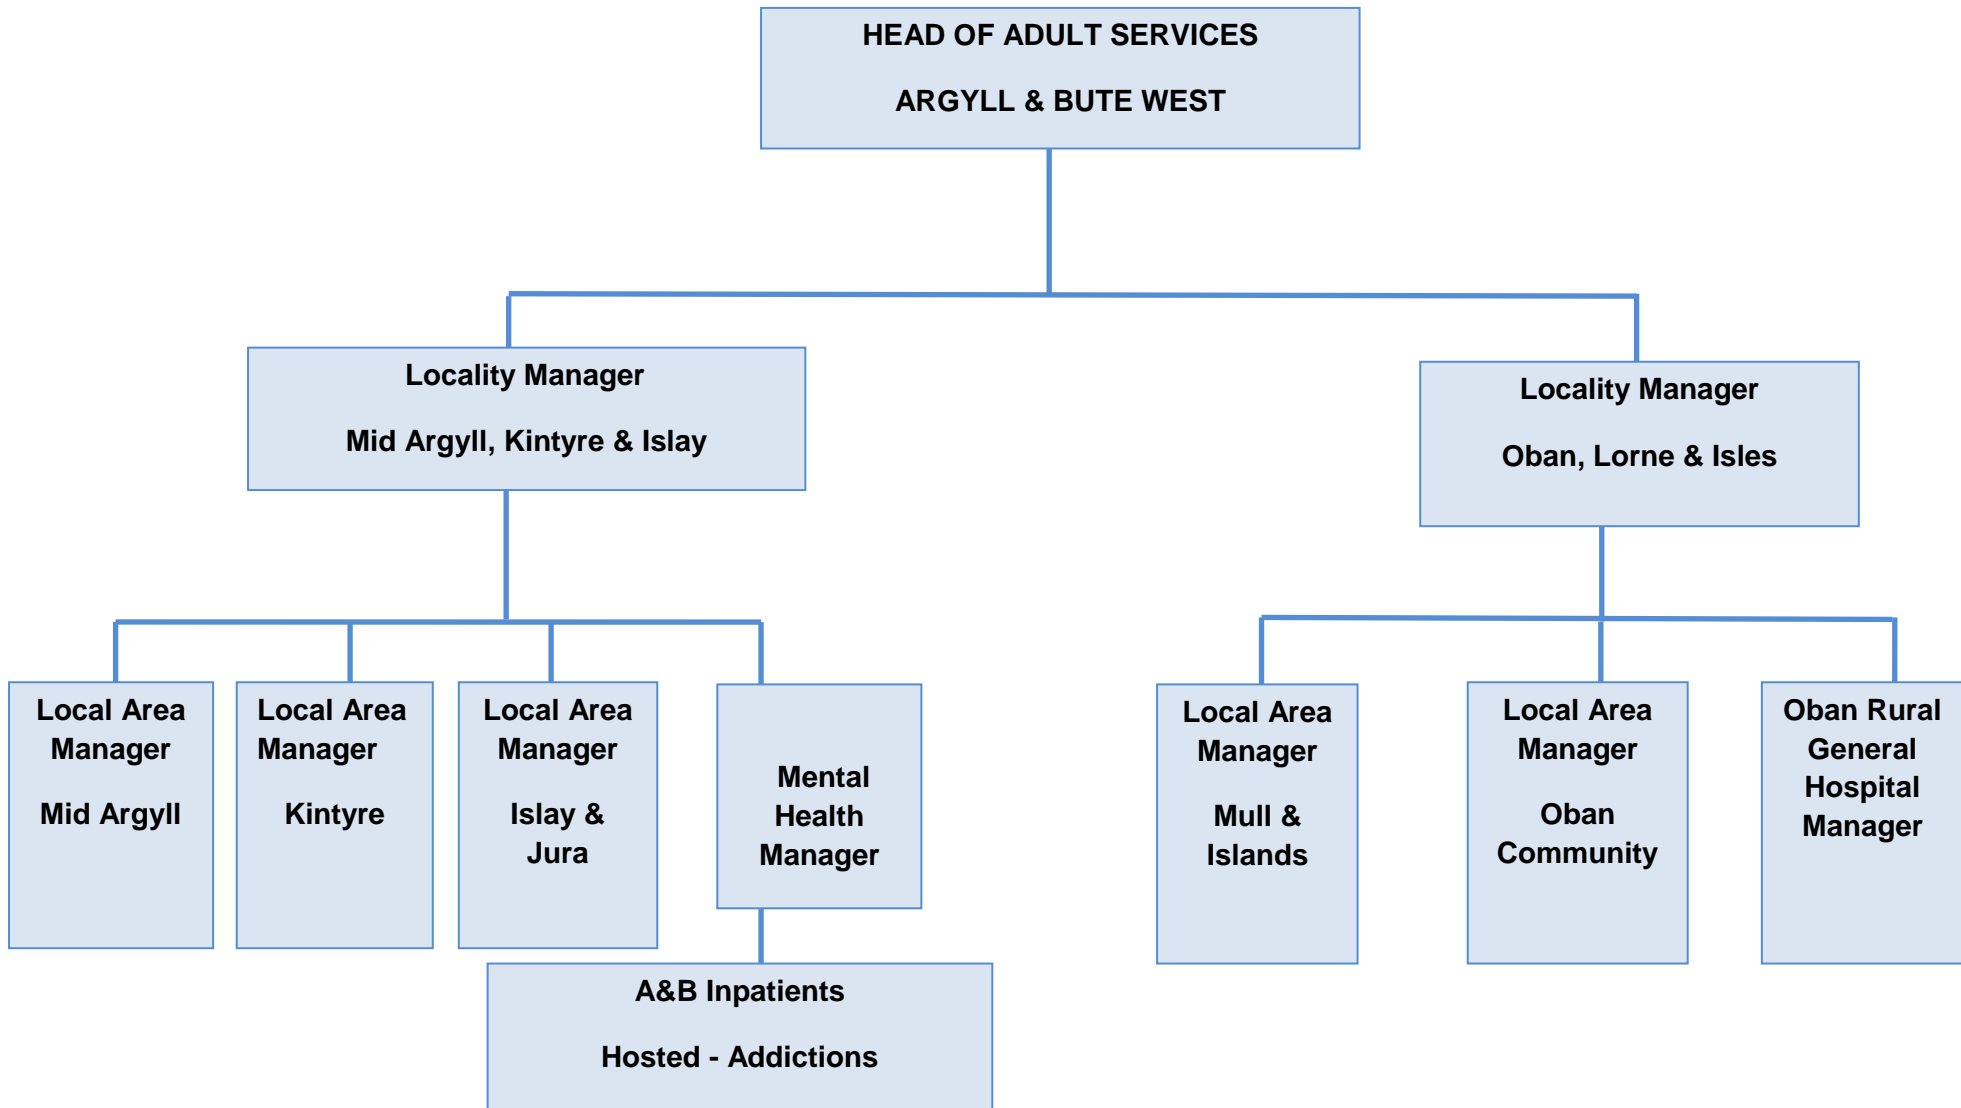 HEAD OF ADULT SERVICES
ARGYLL & BUTE WEST
Locality Manager
Mid Argyll, Kintyre & Islay
Locality Manager
Oban, Lorne & Isles
Local Area
Manager
Mid Argyll
Local Area
Manager
Kintyre
Local Area
Manager
Islay &
Jura
Mental
Health
Manager
Local Area
Manager
Mull &
Islands
Local Area
Manager
Oban
Community
Oban Rural
General
Hospital
Manager
A&B Inpatients
Hosted - Addictions